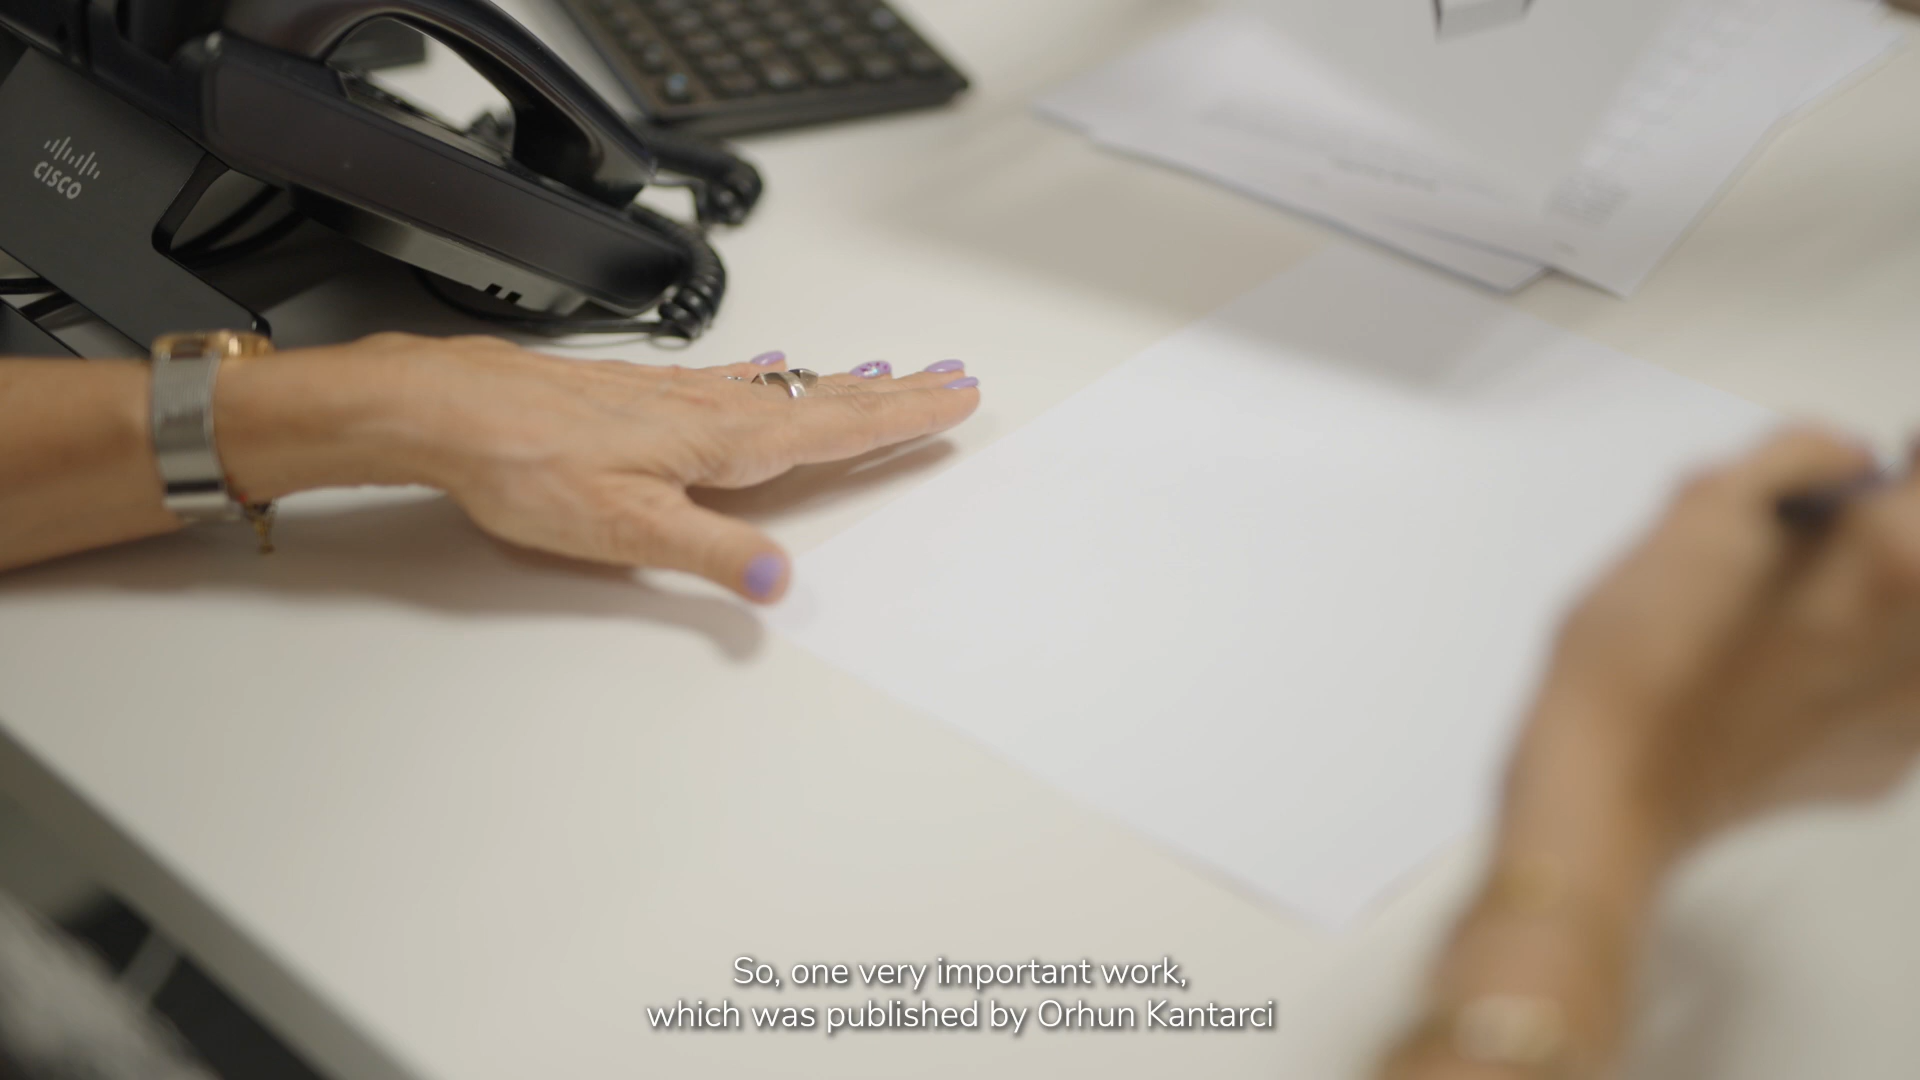 CISCO
So, one very important work,
which was published by Orhun Kantarci